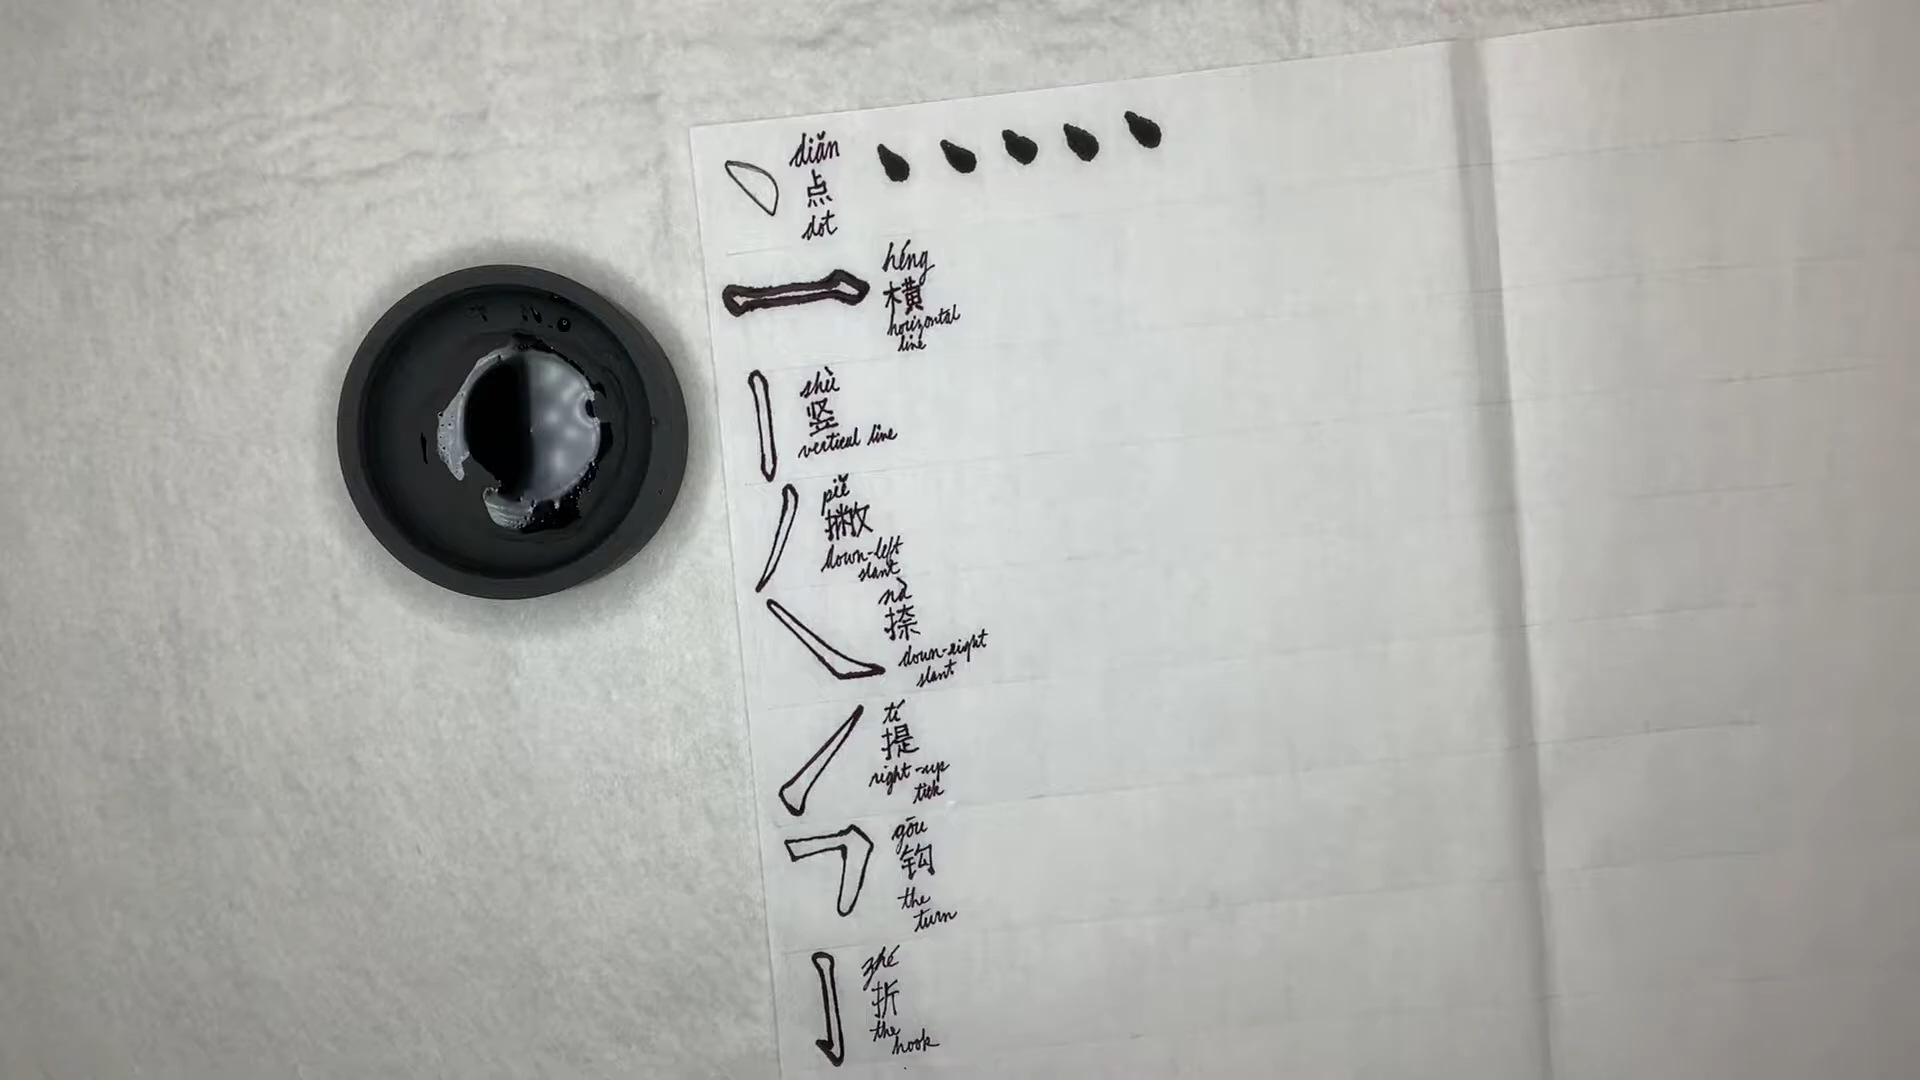 diǎn
点
dot
héng
横
horizontal
line
shù
竖
vertical line
piě
撇
down-left
slant
nà
捺
down-right
slant
tí
提
right-up
tick
gōu
钩
the
turn
zhé
折
the
hook